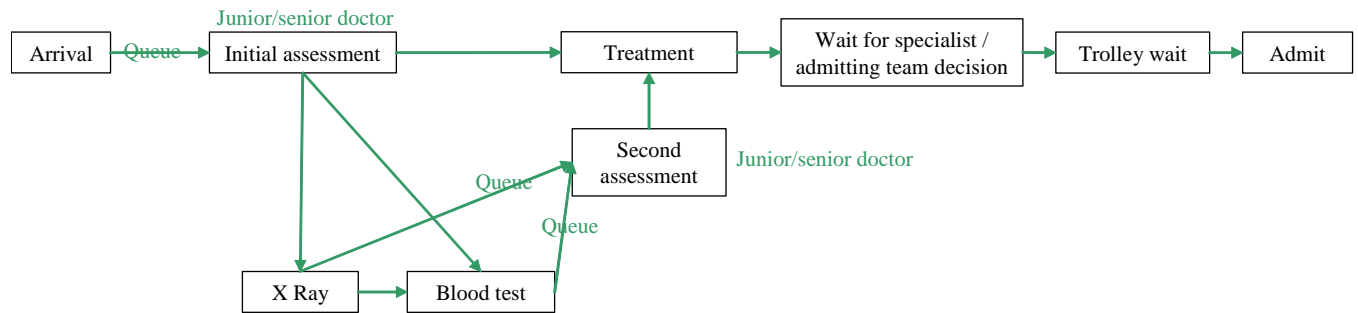 Junior/senior doctor
Arrival
Queue
Initial assessment
Treatment
Wait for specialist /
admitting team decision
Trolley wait
Admit
Second
assessment
Junior/senior doctor
Queue
Queue
X Ray
Blood test